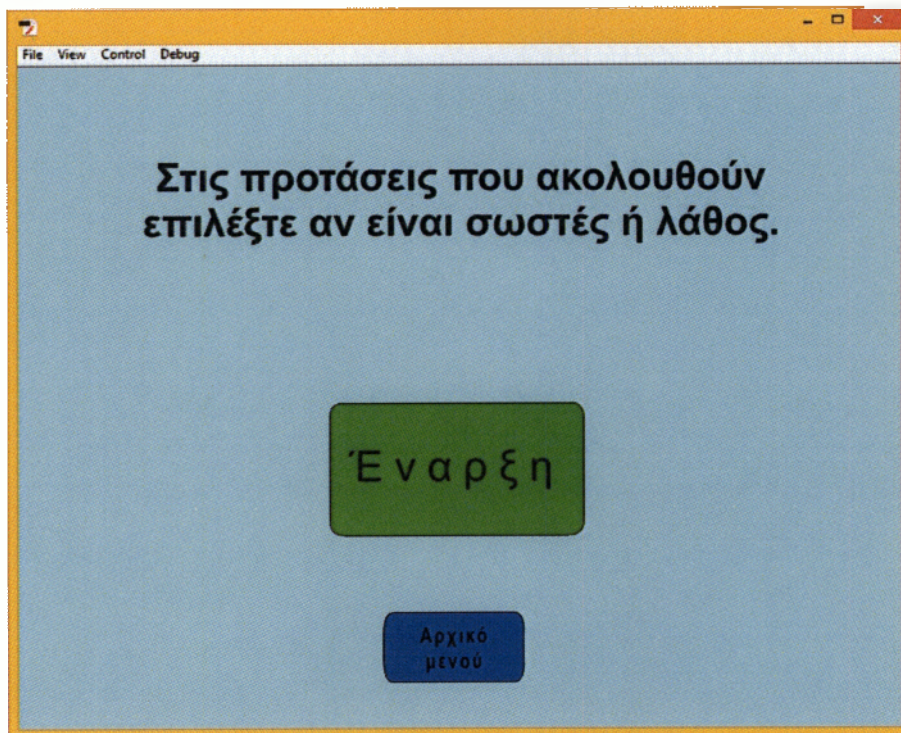 File View Control Debug
Στις προτάσεις που ακολουθούν
επιλέξτε αν είναι σωστές ή λάθος.
Έναρξη
Αρχικό
μενού